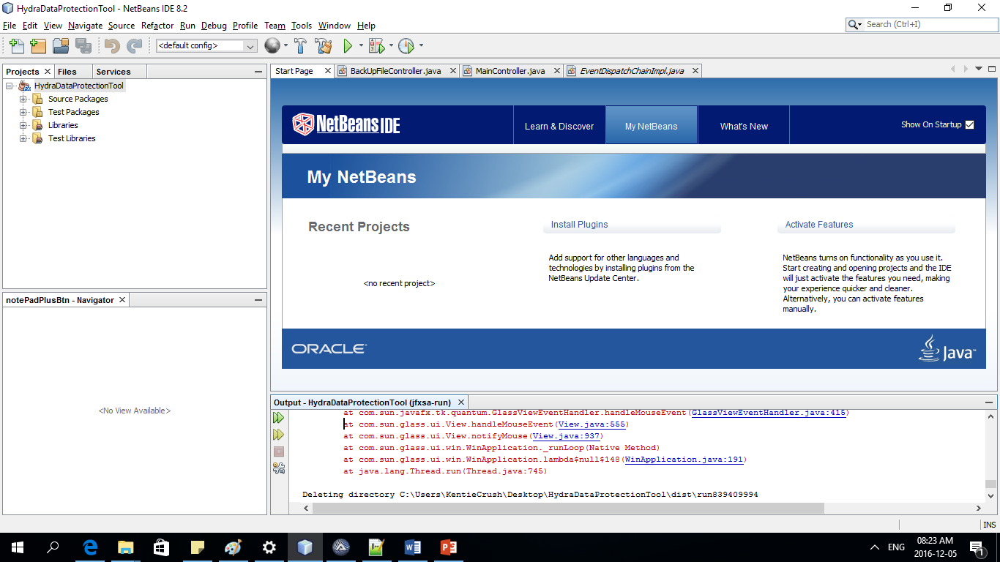 HydraDataProtectionTool - NetBeans IDE 8.2
File Edit View Navigate Source Refactor Run Debug Profile Team Tools Window Help
Search (Ctrl+I)
<default config>
Projects Files Services
HydraDataProtectionTool
Source Packages
Test Packages
Libraries
Test Libraries
notePadPlusBtn - Navigator
<No View Available>
Start Page BackUpFileController.java MainController.java EventDispatchChainImpl.java
NetBeans IDE
Learn & Discover My NetBeans What's New Show On Startup
My NetBeans
Recent Projects
<no recent project>
Install Plugins
Add support for other languages and
technologies by installing plugins from the
NetBeans Update Center.
Activate Features
NetBeans turns on functionality as you use it.
Start creating and opening projects and the IDE
will just activate the features you need, making
your experience quicker and cleaner.
Alternatively, you can activate features
manually.
ORACLE
Java
Output - HydraDataProtectionTool (jfxsa-run)
at com.sun.javafx.tk.quantum.GlassViewEventHandler.handleMouseEvent(GlassViewEventHandler.java:415)
at com.sun.glass.ui.View.handleMouseEvent(View.java:555)
at com.sun.glass.ui.View.notifyMouse(View.java:937)
at com.sun.glass.ui.win.WinApplication._runLoop(Native Method)
at com.sun.glass.ui.win.WinApplication.lambda$null$148(WinApplication.java:191)
at java.lang.Thread.run(Thread.java:745)
Deleting directory C:\Users\KentieCrush\Desktop\HydraDataProtectionTool\dist\run839409994
INS
ENG
08:23 AM
2016-12-05
1